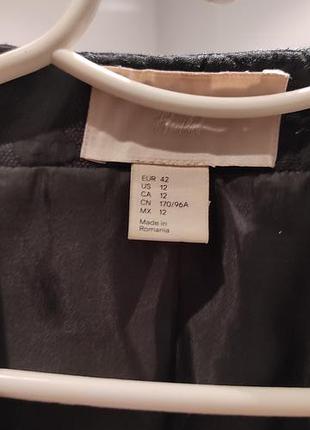 EUR 42
US 12
CA 12
CN 170/96A
MX 12
Made in
Romania